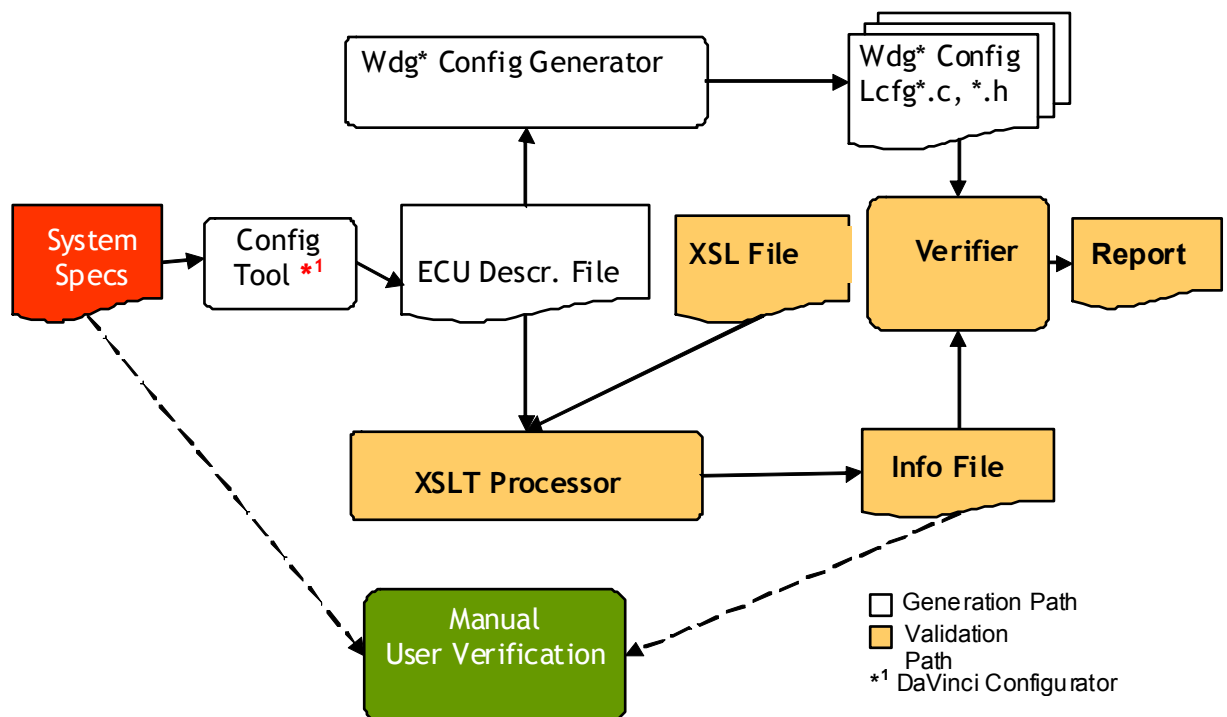 Wdg* Config Generator
Wdg* Config
Lcfg*.c, *.h
System
Specs
Config
Tool *1
ECU Descr. File
XSL File
Verifier
Report
XSLT Processor
Info File
Manual
User Verification
Generation Path
Validation
Path
*1 DaVinci Configurator